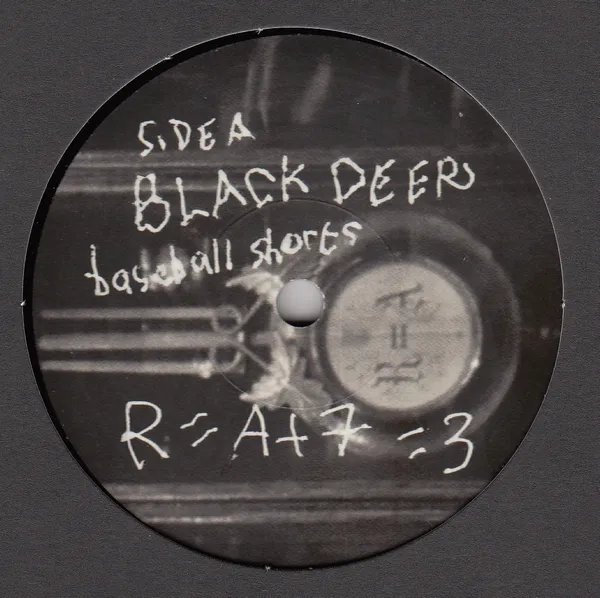 SIDE A
BLACK DEER
baseball shorts
R = A
R = A + 7 = 3